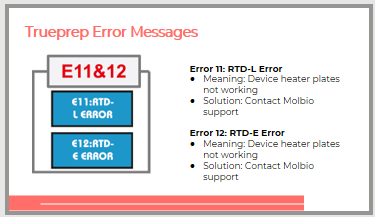 Trueprep Error Messages
E11&12
E11:RTD-
L ERROR
E12:RTD-
E ERROR
Error 11: RTD-L Error
● Meaning: Device heater plates
not working
● Solution: Contact Molbio
support
Error 12: RTD-E Error
● Meaning: Device heater plates
not working
● Solution: Contact Molbio
support